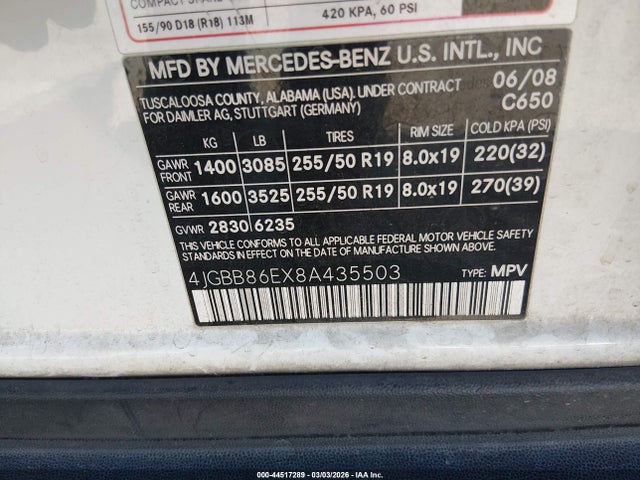 155/90 D18 (R18) 113M 420 KPA, 60 PSI
MFD BY MERCEDES-BENZ U.S. INTL., INC
TUSCALOOSA COUNTY, ALABAMA (USA). UNDER CONTRACT 06/08
FOR DAIMLER AG, STUTTGART (GERMANY) C650
KG LB TIRES RIM SIZE COLD KPA (PSI)
GAWR FRONT 1400 3085 255/50 R19 8.0x19 220(32)
GAWR REAR 1600 3525 255/50 R19 8.0x19 270(39)
GVWR 2830 6235
THIS VEHICLE CONFORMS TO ALL APPLICABLE FEDERAL MOTOR VEHICLE SAFETY
STANDARDS IN EFFECT ON THE DATE OF MANUFACTURE SHOWN ABOVE.
4JGBB86EX8A435503 TYPE: MPV
000-44517289 - 03/03/2026 - IAAI, Inc.